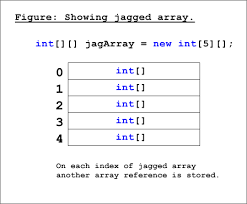 Figure: Showing jagged array.
int[][] jagArray = new int[5][];
0 int[]
1 int[]
2 int[]
3 int[]
4 int[]
On each index of jagged array
another array reference is stored.